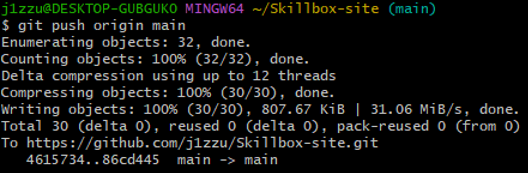 j1zzu@DESKTOP-GUBGUKO MINGW64 ~/Skillbox-site (main)
$ git push origin main
Enumerating objects: 32, done.
Counting objects: 100% (32/32), done.
Delta compression using up to 12 threads
Compressing objects: 100% (30/30), done.
Writing objects: 100% (30/30), 807.67 KiB | 31.06 MiB/s, done.
Total 30 (delta 0), reused 0 (delta 0), pack-reused 0 (from 0)
To https://github.com/j1zzu/Skillbox-site.git
   4615734..86cd445  main -> main